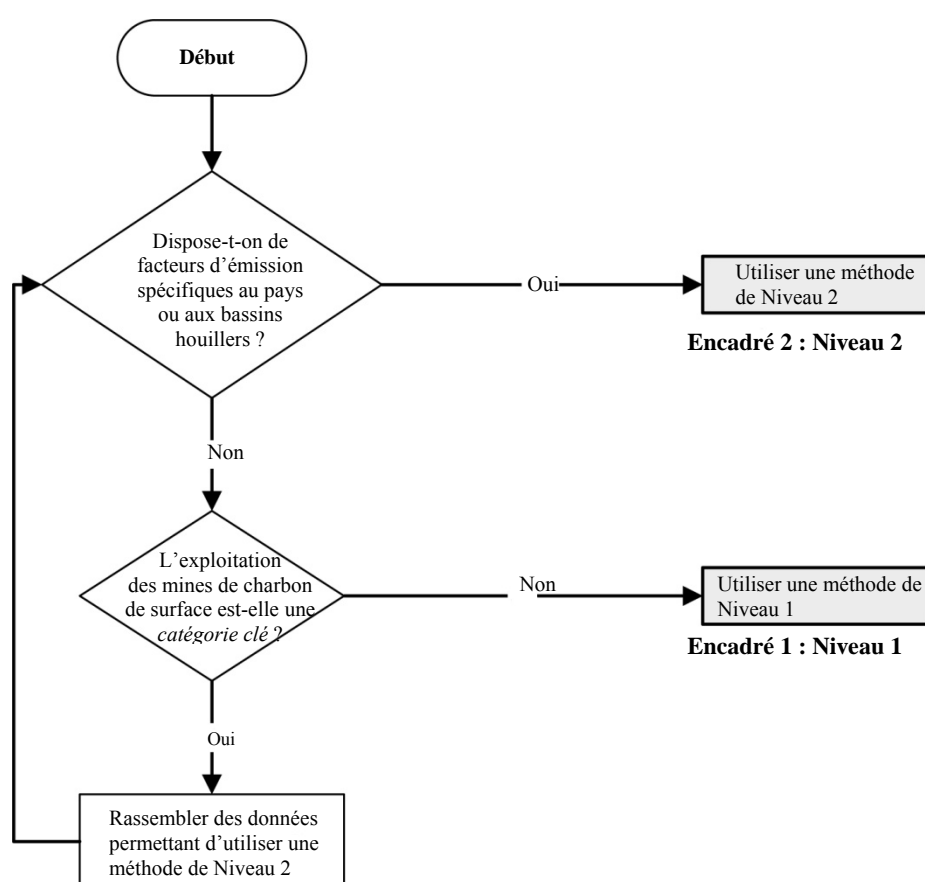 Début
Dispose-t-on de
facteurs d'émission
spécifiques au pays
ou aux bassins
houillers ?
Oui
Utiliser une méthode
de Niveau 2
Encadré 2 : Niveau 2
Non
L'exploitation
des mines de charbon
de surface est-elle une
catégorie clé ?
Non
Utiliser une méthode de
Niveau 1
Encadré 1 : Niveau 1
Oui
Rassembler des données
permettant d'utiliser une
méthode de Niveau 2